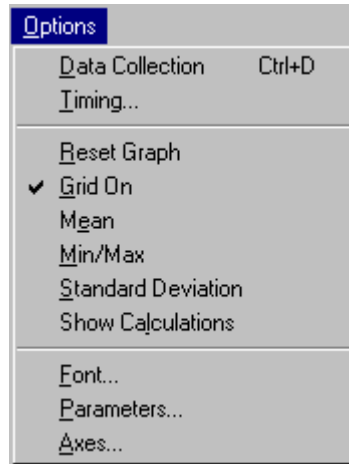 Options
Data Collection Ctrl+D
Timing...
Reset Graph
Grid On
Mean
Min/Max
Standard Deviation
Show Calculations
Font...
Parameters...
Axes...